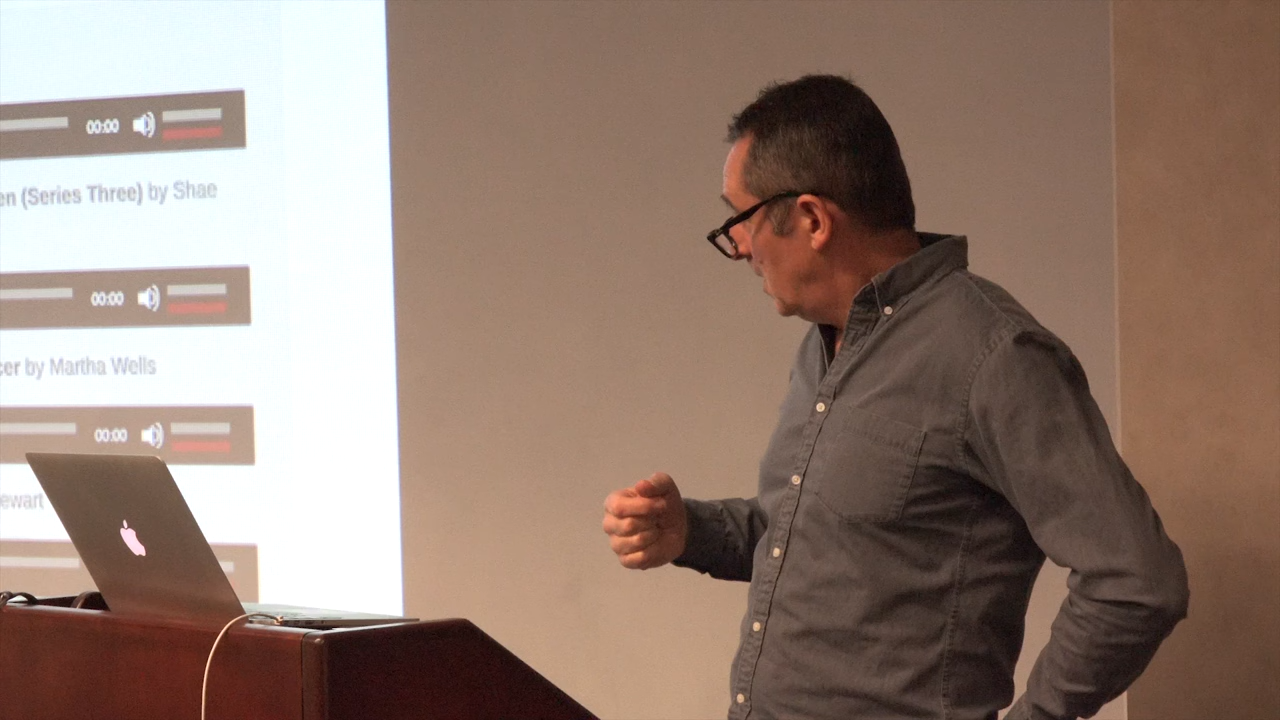 00:00
en (Series Three) by Shae
00:00
cer by Martha Wells
00:00
ewart